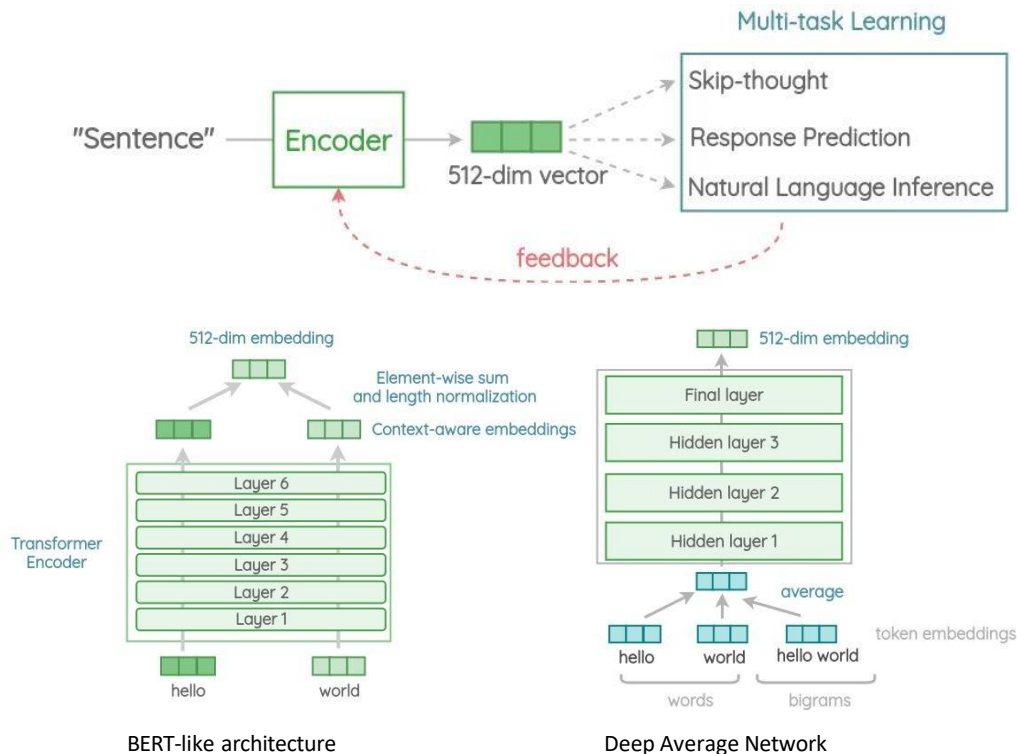 Multi-task Learning
"Sentence"
Encoder
512-dim vector
Skip-thought
Response Prediction
Natural Language Inference
feedback
512-dim embedding
Element-wise sum
and length normalization
Context-aware embeddings
Layer 6
Layer 5
Layer 4
Layer 3
Layer 2
Layer 1
Transformer
Encoder
hello
world
BERT-like architecture
512-dim embedding
Final layer
Hidden layer 3
Hidden layer 2
Hidden layer 1
average
token embeddings
hello
world
hello world
words
bigrams
Deep Average Network